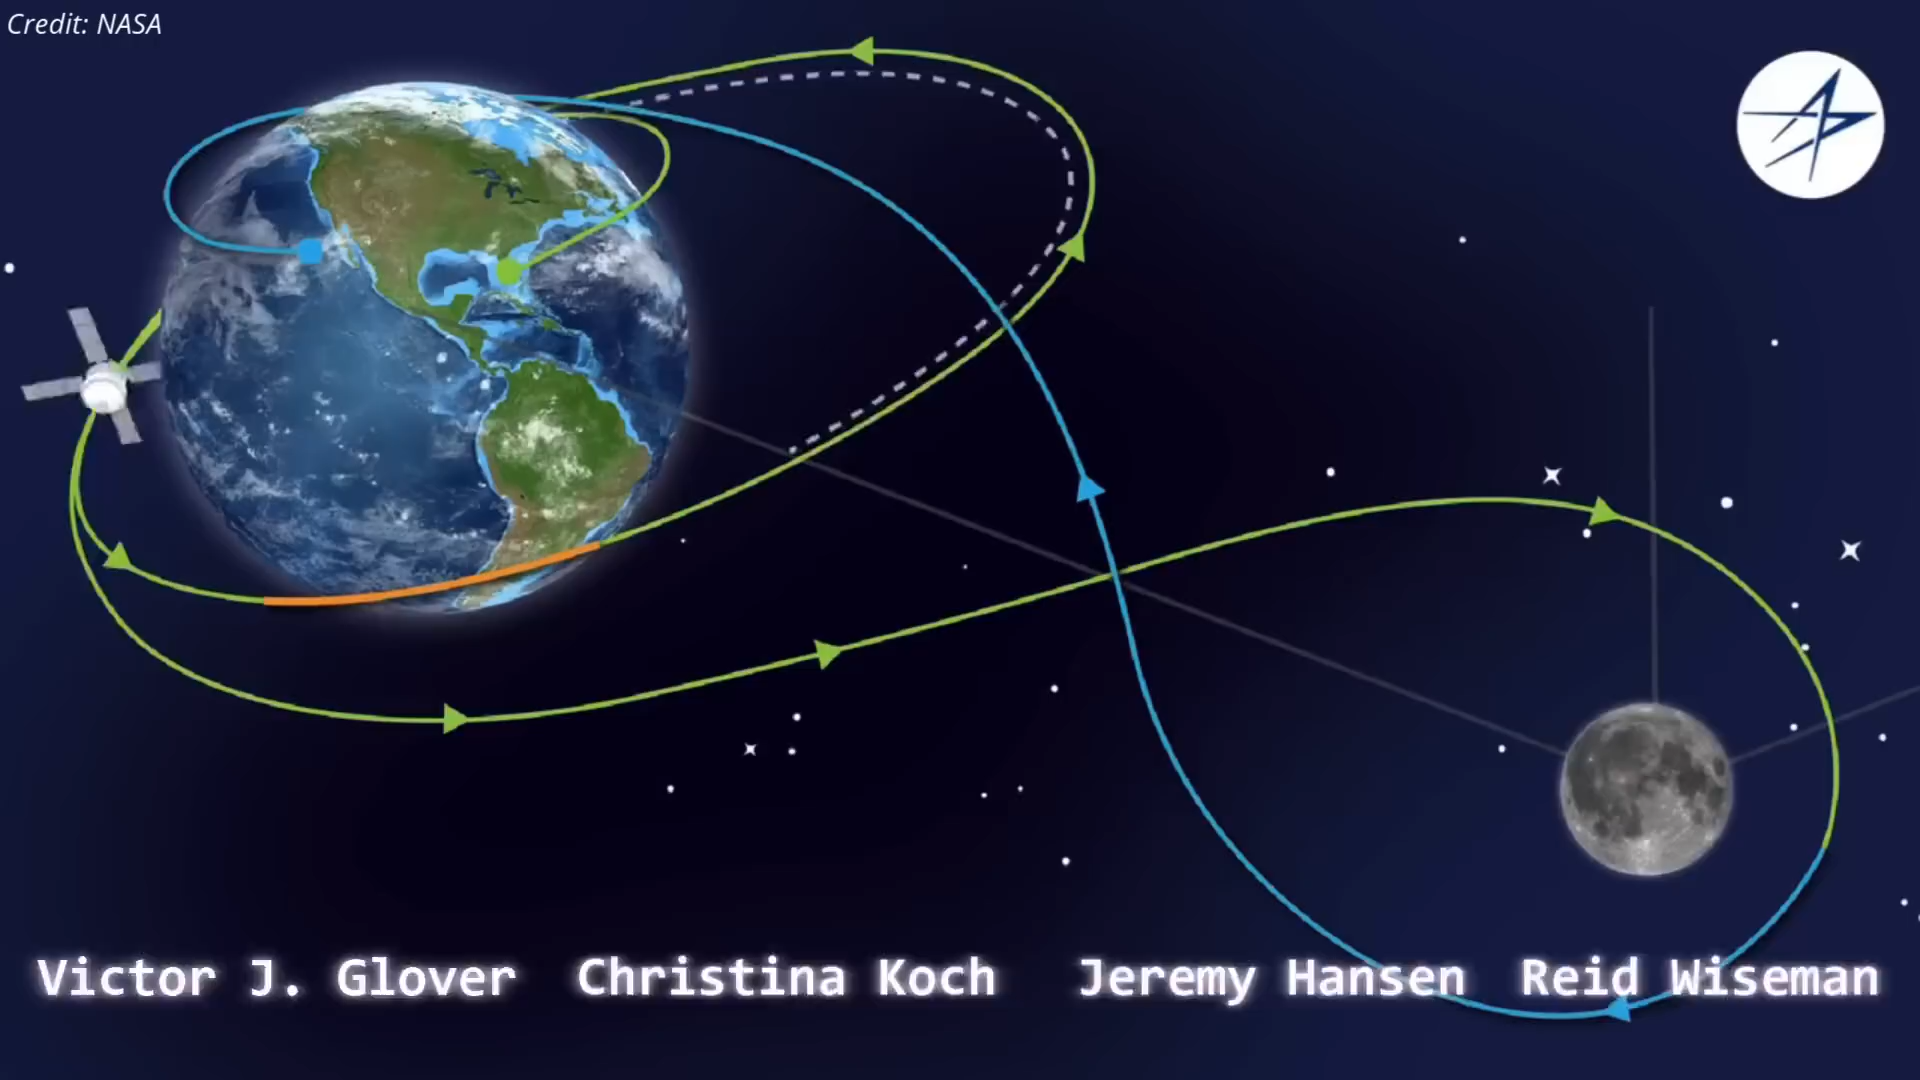 Credit: NASA
Victor J. Glover Christina Koch Jeremy Hansen Reid Wiseman